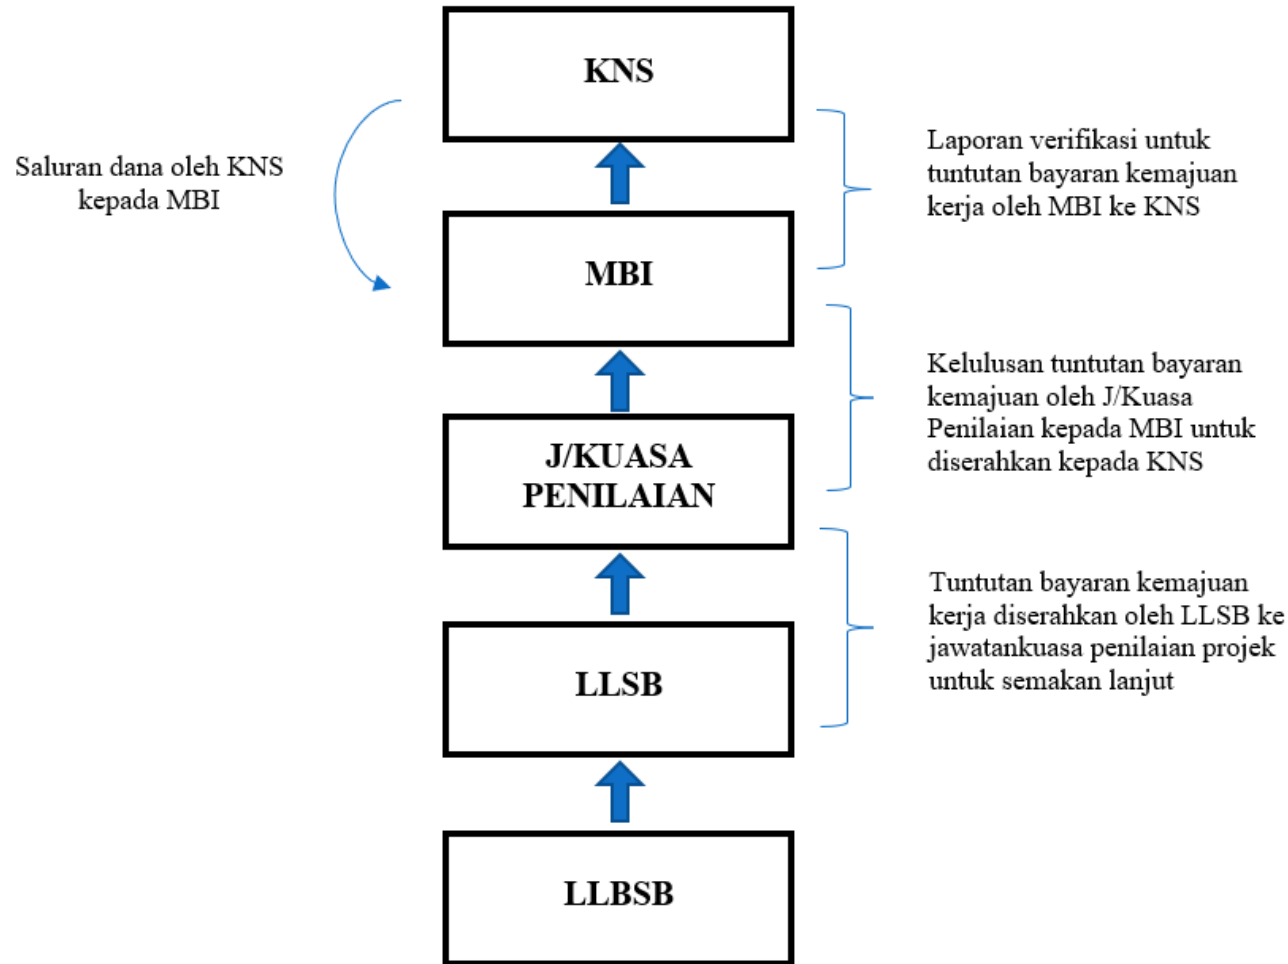 KNS
Saluran dana oleh KNS
kepada MBI
Laporan verifikasi untuk
tuntutan bayaran kemajuan
kerja oleh MBI ke KNS
MBI
Kelulusan tuntutan bayaran
kemajuan oleh J/Kuasa
Penilaian kepada MBI untuk
diserahkan kepada KNS
J/KUASA
PENILAIAN
Tuntutan bayaran kemajuan
kerja diserahkan oleh LLSB ke
jawatankuasa penilaian projek
untuk semakan lanjut
LLSB
LLBSB